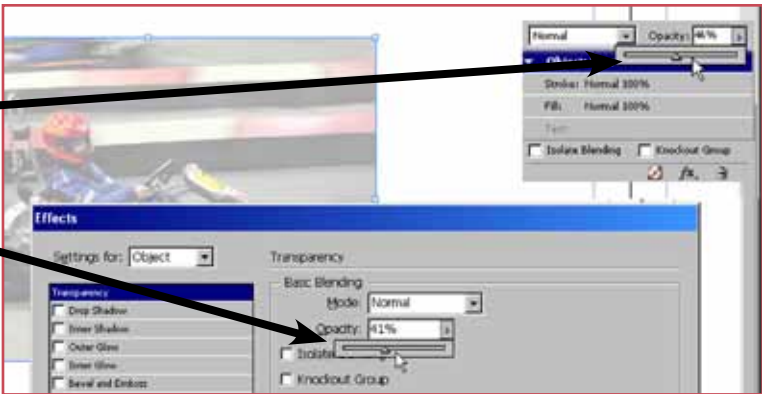 Normal Opacity: 46%
Stroke: Normal 100%
Fill: Normal 100%
Text:
Isolate Blending Knockout Group
fx.
Effects
Settings for: Object Transparency
Transparency
Basic Blending
Mode: Normal
Drop Shadow
Inner Shadow
Opacity: 41%
Outer Glow
Inner Glow
Knockout Group
Bevel and Emboss